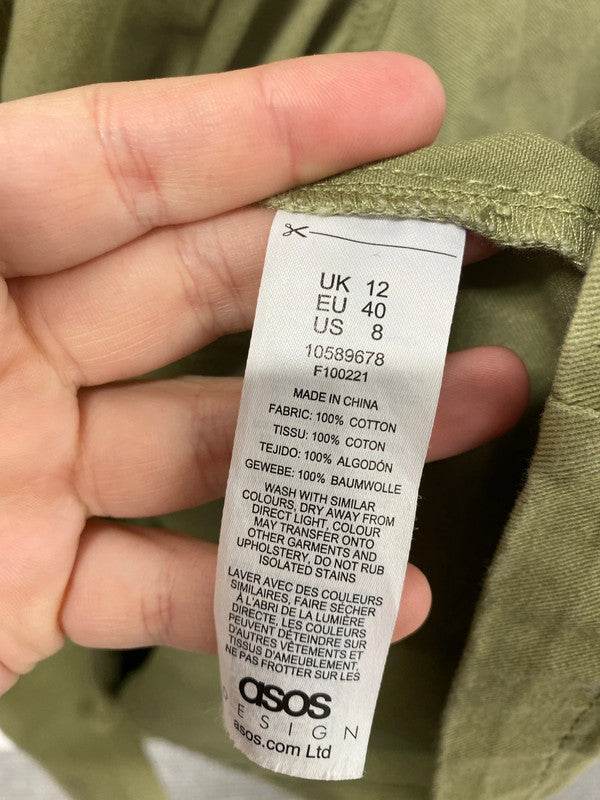 UK 12
EU 40
US 8
10589678
F100221
MADE IN CHINA
FABRIC: 100% COTTON
TISSU: 100% COTON
TEJIDO: 100% ALGODÓN
GEWEBE: 100% BAUMWOLLE
WASH WITH SIMILAR
COLOURS, DRY AWAY FROM
DIRECT LIGHT, COLOUR
MAY TRANSFER ONTO
OTHER GARMENTS AND
UPHOLSTERY, DO NOT RUB
ISOLATED STAINS
LAVER AVEC DES COULEURS
SIMILAIRES, FAIRE SÉCHER
À L'ABRI DE LA LUMIÈRE
DIRECTE, LES COULEURS
PEUVENT DÉTEINDRE SUR
D'AUTRES VÊTEMENTS ET
TISSUS D'AMEUBLEMENT,
NE PAS FROTTER SUR LES
asos
DESIGN
asos.com Ltd